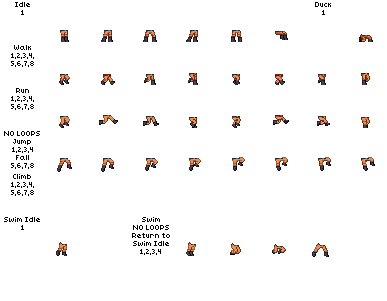 Idle
1
Duck
1
Walk
1,2,3,4,
5,6,7,8
Run
1,2,3,4,
5,6,7,8
NO LOOPS
Jump
1,2,3,4
Fall
5,6,7,8
Climb
1,2,3,4,
5,6,7,8
Swim Idle
1
Swim
NO LOOPS
Return to
Swim Idle
1,2,3,4